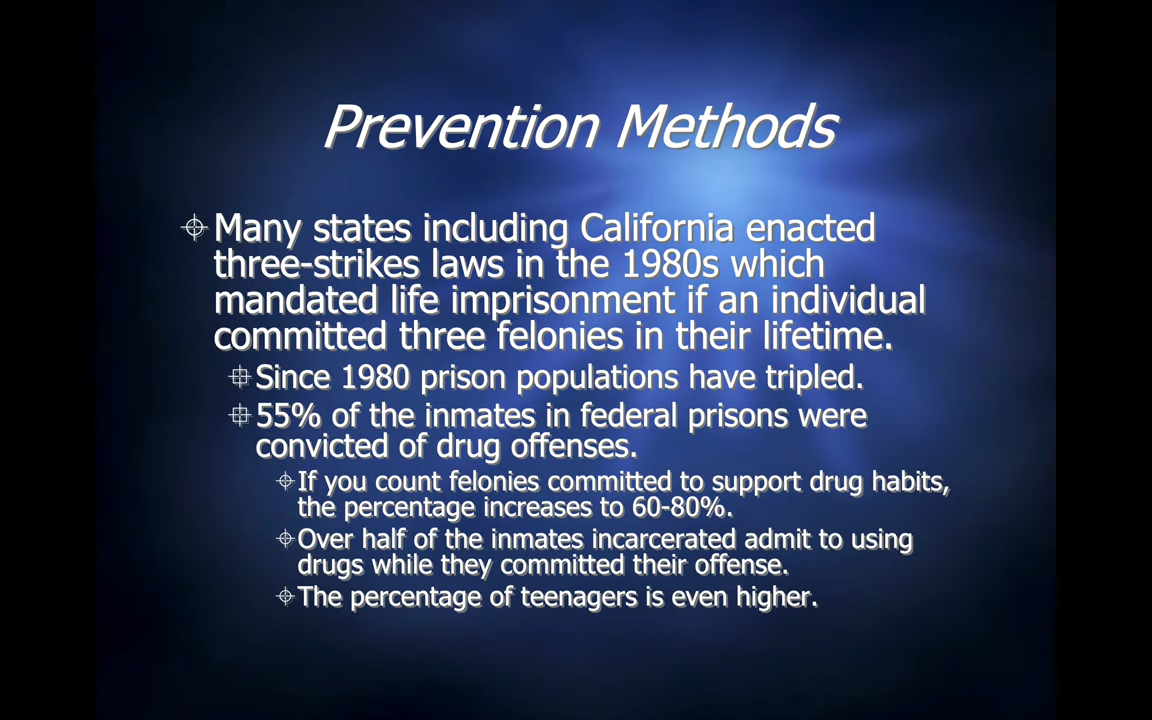 Prevention Methods
Many states including California enacted
three-strikes laws in the 1980s which
mandated life imprisonment if an individual
committed three felonies in their lifetime.
Since 1980 prison populations have tripled.
55% of the inmates in federal prisons were
convicted of drug offenses.
If you count felonies committed to support drug habits,
the percentage increases to 60-80%.
Over half of the inmates incarcerated admit to using
drugs while they committed their offense.
The percentage of teenagers is even higher.